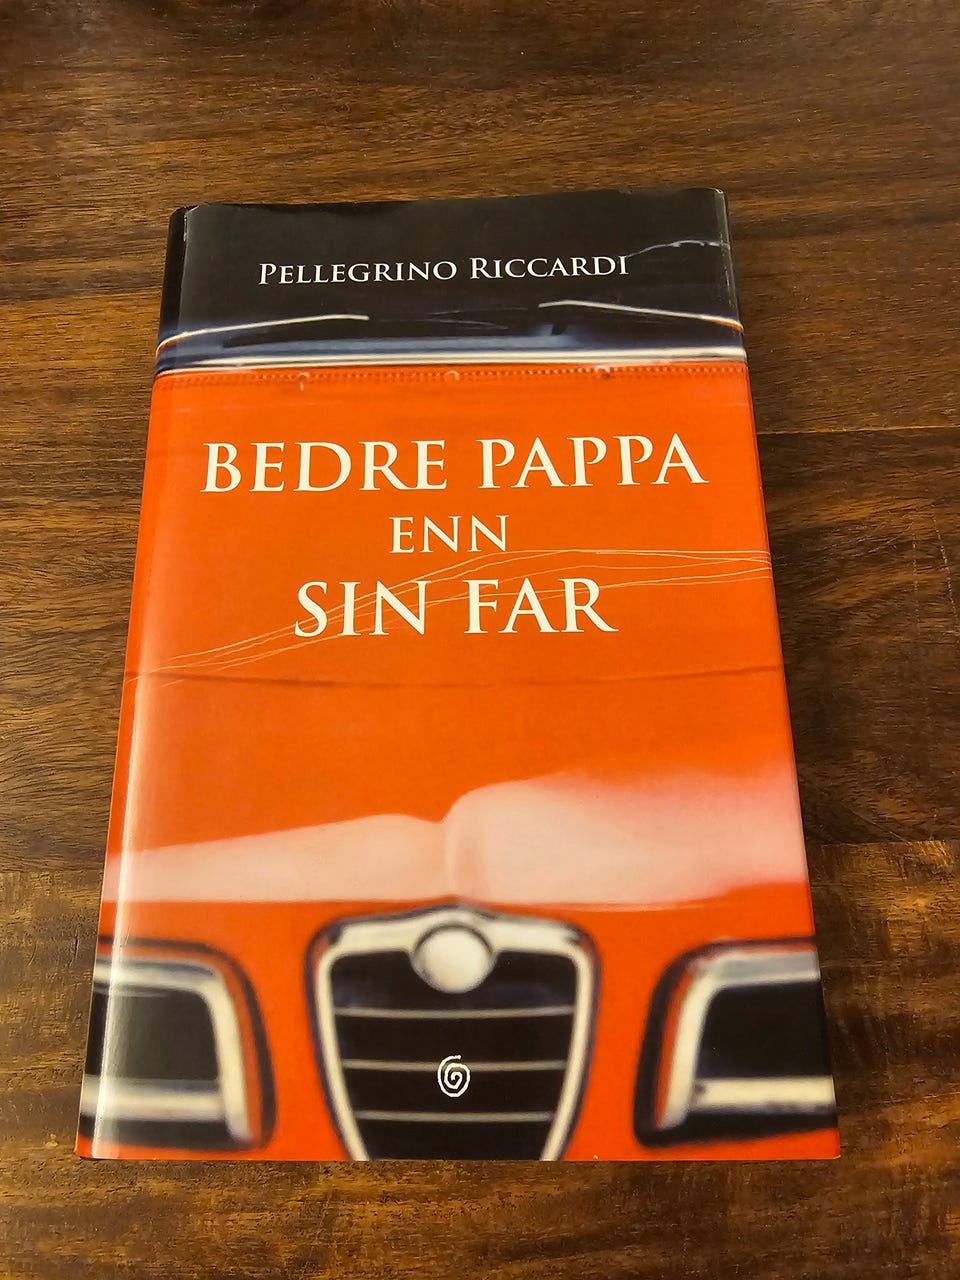 PELLEGRINO RICCARDI
BEDRE PAPPA
ENN
SIN FAR